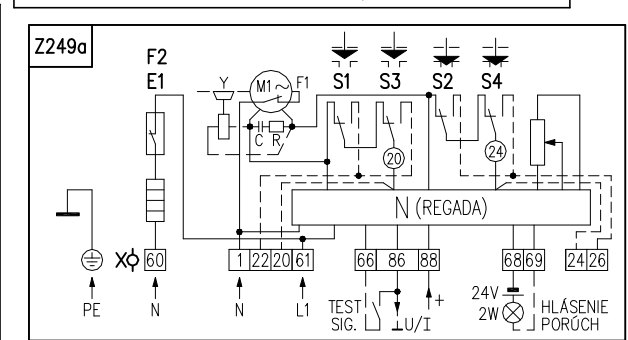 Z249a
F2
E1
Y
M1 ~
F1
S1
S3
S2
S4
C R
20
24
N (REGADA)
X
60
1 22 20 61
66 86 88
68 69
24 26
PE
N
N
L1
TEST
SIG.
U/I
+
24V
2W
HLÁSENIE
PORÚCH